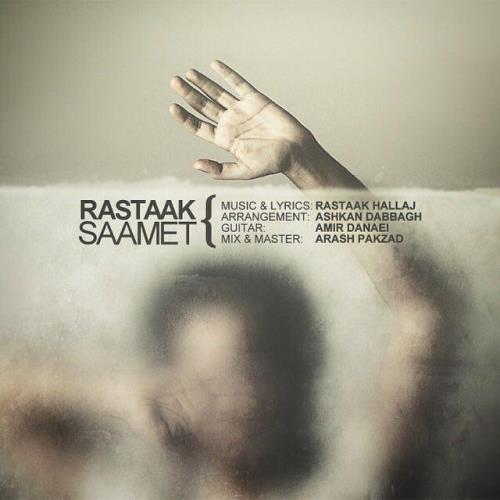 RASTAAK
SAAMET
{
MUSIC & LYRICS: RASTAAK HALLAJ
ARRANGEMENT: ASHKAN DABBAGH
GUITAR: AMIR DANAEI
MIX & MASTER: ARASH PAKZAD